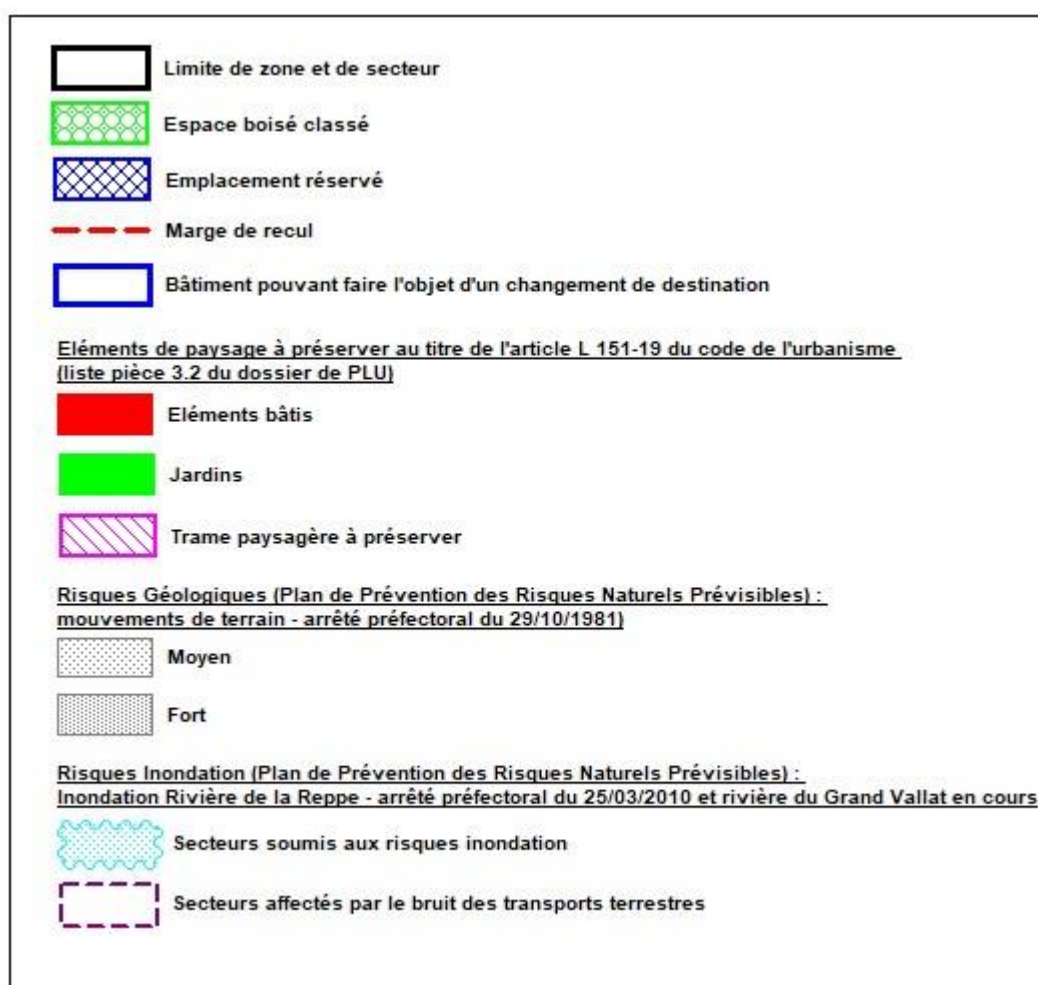 Limite de zone et de secteur
Espace boisé classé
Emplacement réservé
Marge de recul
Bâtiment pouvant faire l'objet d'un changement de destination
Eléments de paysage à préserver au titre de l'article L 151-19 du code de l'urbanisme
(liste pièce 3.2 du dossier de PLU)
Eléments bâtis
Jardins
Trame paysagère à préserver
Risques Géologiques (Plan de Prévention des Risques Naturels Prévisibles) :
mouvements de terrain - arrêté préfectoral du 29/10/1981)
Moyen
Fort
Risques Inondation (Plan de Prévention des Risques Naturels Prévisibles) :
Inondation Rivière de la Reppe - arrêté préfectoral du 25/03/2010 et rivière du Grand Vallat en cours
Secteurs soumis aux risques inondation
Secteurs affectés par le bruit des transports terrestres